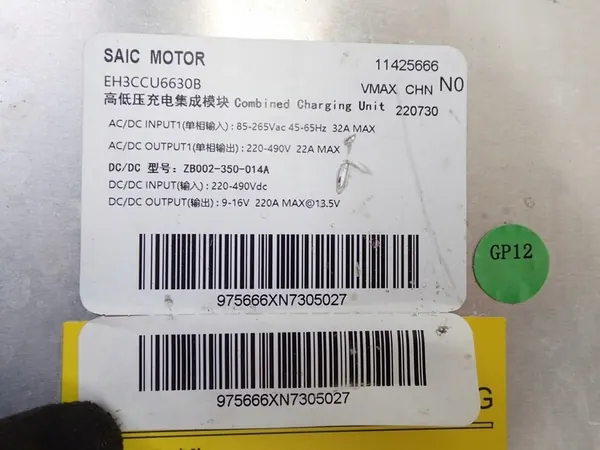 SAIC MOTOR
11425666
EH3CCU6630B
VMAX CHN N0
高低压充电集成模块 Combined Charging Unit 220730
AC/DC INPUT1(单相输入) : 85-265Vac 45-65Hz 32A MAX
AC/DC OUTPUT1(单相输出) : 220-490V 22A MAX
DC/DC 型号: ZB002-350-014A
DC/DC INPUT(输入) : 220-490Vdc
DC/DC OUTPUT(输出) : 9-16V 220A MAX@13.5V
975666XN7305027
GP12
975666XN7305027
G